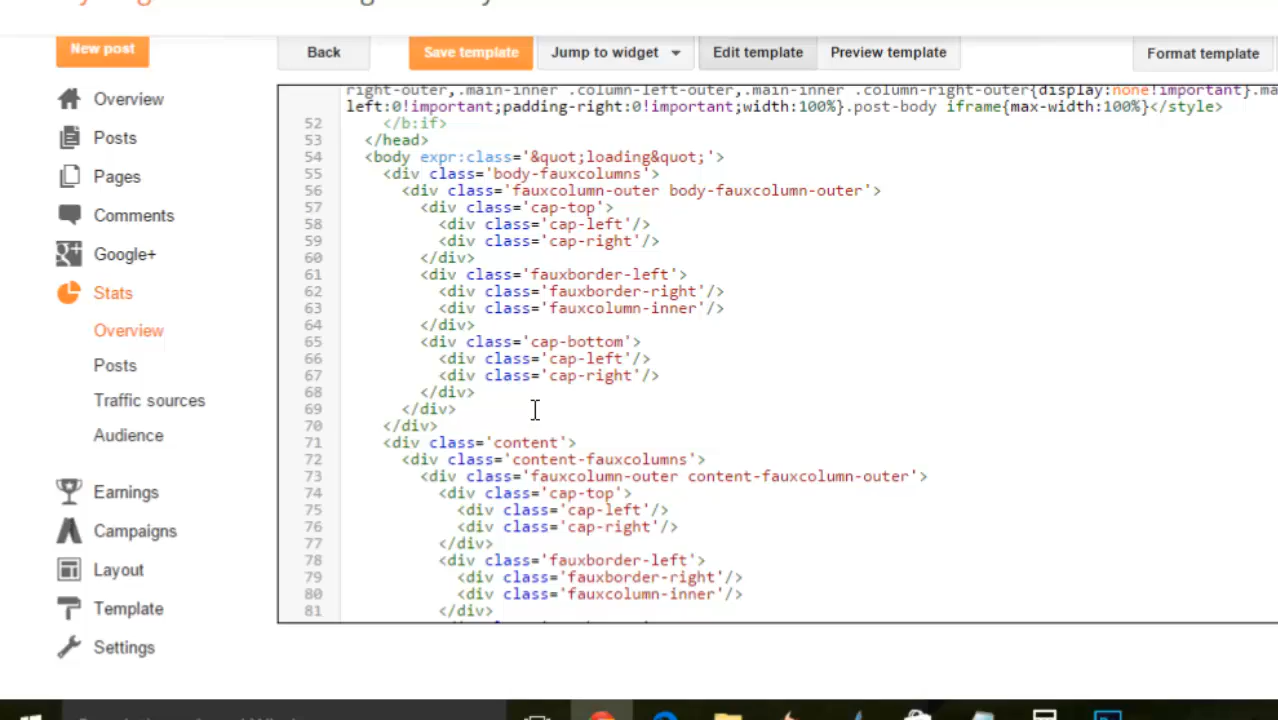 New post
Back
Save template
Jump to widget
Edit template
Preview template
Format template
Overview
Posts
Pages
Comments
Google+
Stats
Overview
Posts
Traffic sources
Audience
Earnings
Campaigns
Layout
Template
Settings
right-outer,.main-inner .column-left-outer,.main-inner .column-right-outer{display:none!important}.ma
left:0!important;padding-right:0!important;width:100%}.post-body iframe{max-width:100%}</style>
52 </b:if>
53 </head>
54 <body expr:class='&quot;loading&quot;'>
55 <div class='body-fauxcolumns'>
56 <div class='fauxcolumn-outer body-fauxcolumn-outer'>
57 <div class='cap-top'>
58 <div class='cap-left'/>
59 <div class='cap-right'/>
60 </div>
61 <div class='fauxborder-left'>
62 <div class='fauxborder-right'/>
63 <div class='fauxcolumn-inner'/>
64 </div>
65 <div class='cap-bottom'>
66 <div class='cap-left'/>
67 <div class='cap-right'/>
68 </div>
69 </div>
70 </div>
71 <div class='content'>
72 <div class='content-fauxcolumns'>
73 <div class='fauxcolumn-outer content-fauxcolumn-outer'>
74 <div class='cap-top'>
75 <div class='cap-left'/>
76 <div class='cap-right'/>
77 </div>
78 <div class='fauxborder-left'>
79 <div class='fauxborder-right'/>
80 <div class='fauxcolumn-inner'/>
81 </div>